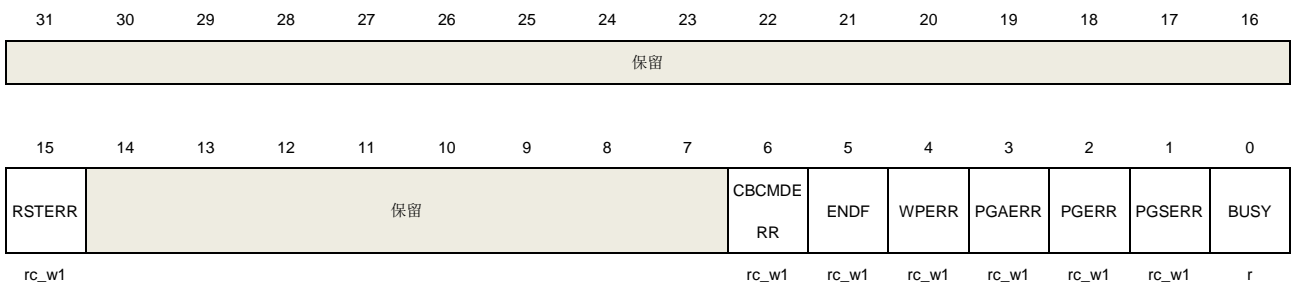 31 30 29 28 27 26 25 24 23 22 21 20 19 18 17 16
保留
15 14 13 12 11 10 9 8 7 6 5 4 3 2 1 0
RSTERR 保留 CBCMDE RR ENDF WPERR PGAERR PGERR PGSERR BUSY
rc_w1 rc_w1 rc_w1 rc_w1 rc_w1 rc_w1 rc_w1 r